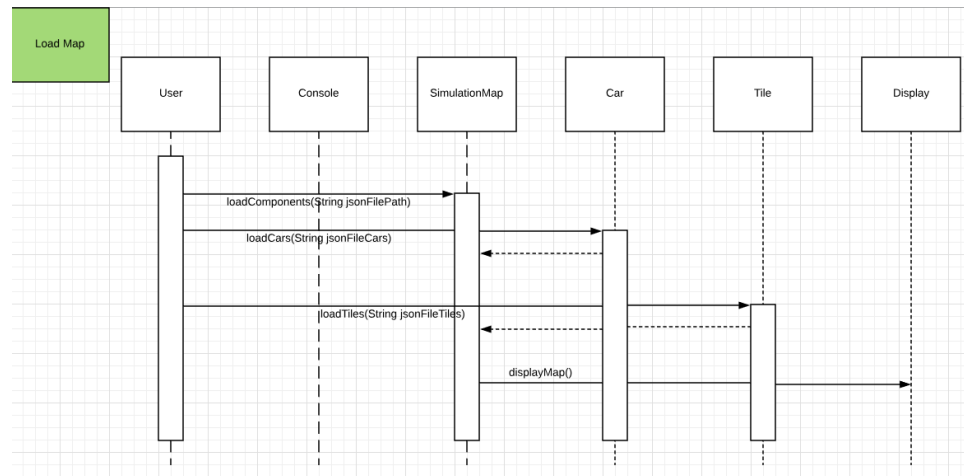 Load Map
User
Console
SimulationMap
Car
Tile
Display
loadComponents(String jsonFilePath)
loadCars(String jsonFileCars)
loadTiles(String jsonFileTiles)
displayMap()